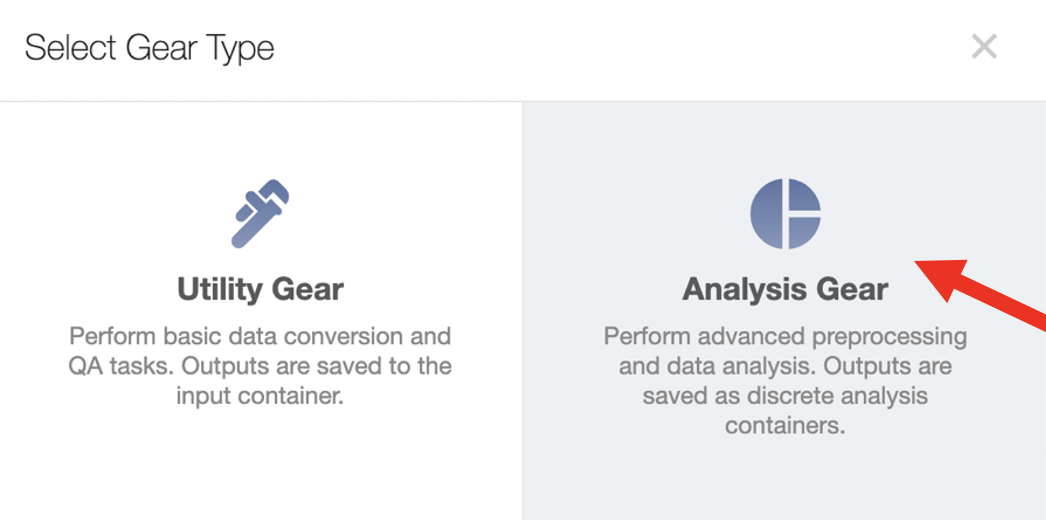 Select Gear Type
Utility Gear
Perform basic data conversion and
QA tasks. Outputs are saved to the
input container.
Analysis Gear
Perform advanced preprocessing
and data analysis. Outputs are
saved as discrete analysis
containers.